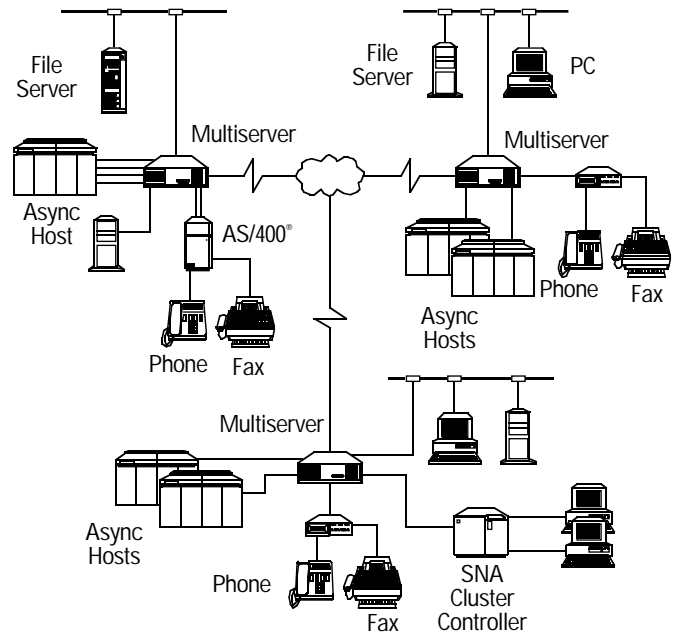 File
Server
File
Server
PC
Multiserver
Multiserver
Async
Host
AS/400®
Phone
Fax
Async
Hosts
Phone
Fax
Multiserver
Async
Hosts
Phone
Fax
SNA
Cluster
Controller